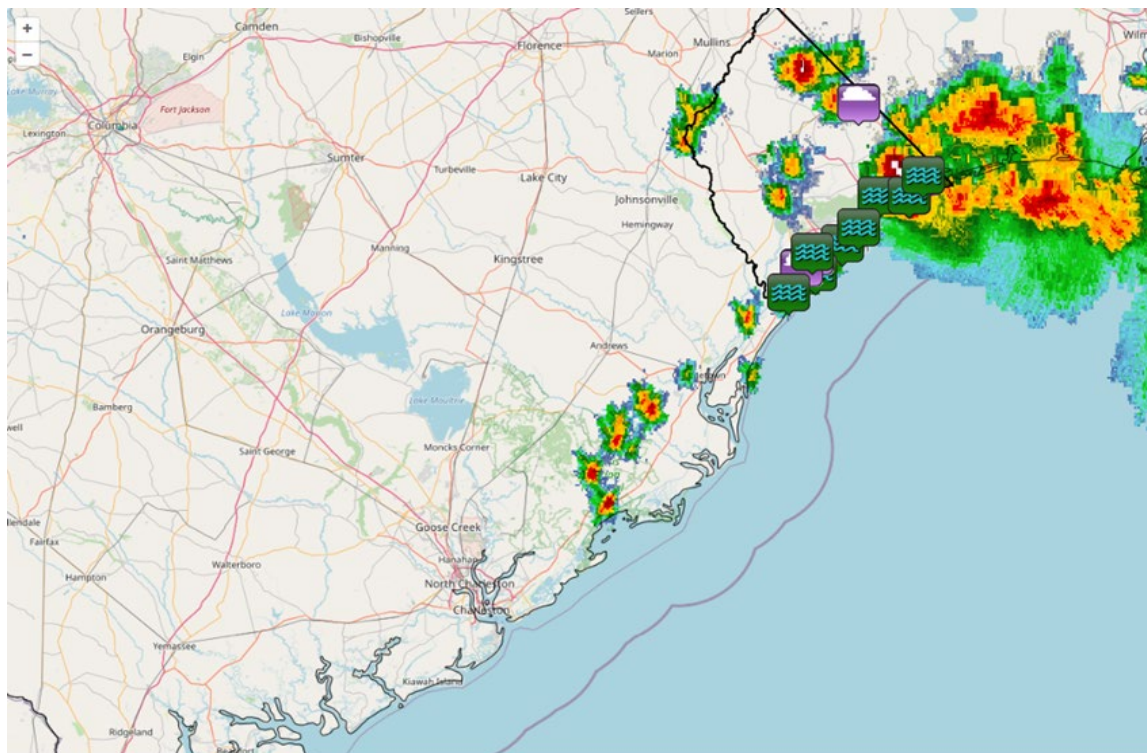 +
−
Camden
Bishopville
Sellers
Florence
Marion
Mullins
Elgin
Lake Murray
Fort Jackson
Lexington
Columbia
Sumter
Turbeville
Lake City
Johnsonville
Hemingway
Manning
Kingstree
Saint Matthews
Lake Marion
Orangeburg
Andrews
Lake Moultrie
Bamberg
Moncks Corner
Saint George
Goose Creek
Fairfax
Hanahan
Walterboro
Hampton
North Charleston
Charleston
Yemassee
Kiawah Island
Ridgeland